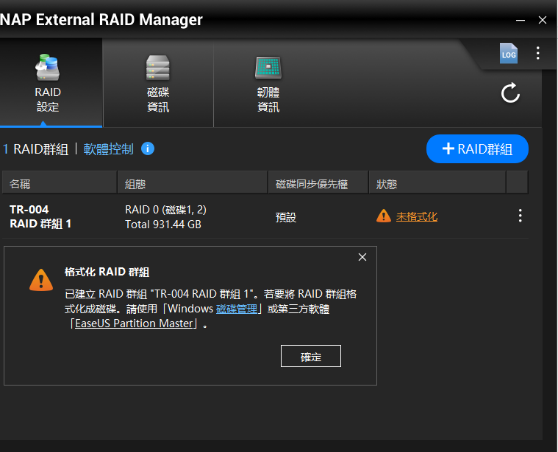 NAP External RAID Manager
LOG
RAID
設定
磁碟
資訊
韌體
資訊
1 RAID群組 | 軟體控制 i
+ RAID群組
名稱 組態 磁碟同步優先權 狀態
TR-004
RAID 群組 1
RAID 0 (磁碟1, 2)
Total 931.44 GB
預設
未格式化
格式化 RAID 群組
已建立 RAID 群組 "TR-004 RAID 群組 1"。若要將 RAID 群組格
式化成磁碟。請使用「Windows 磁碟管理」或第三方軟體
「EaseUS Partition Master」.
確定